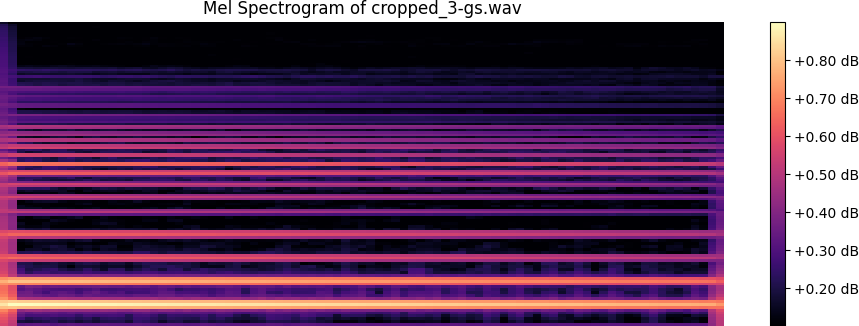 Mel Spectrogram of cropped_3-gs.wav
+0.80 dB
+0.70 dB
+0.60 dB
+0.50 dB
+0.40 dB
+0.30 dB
+0.20 dB